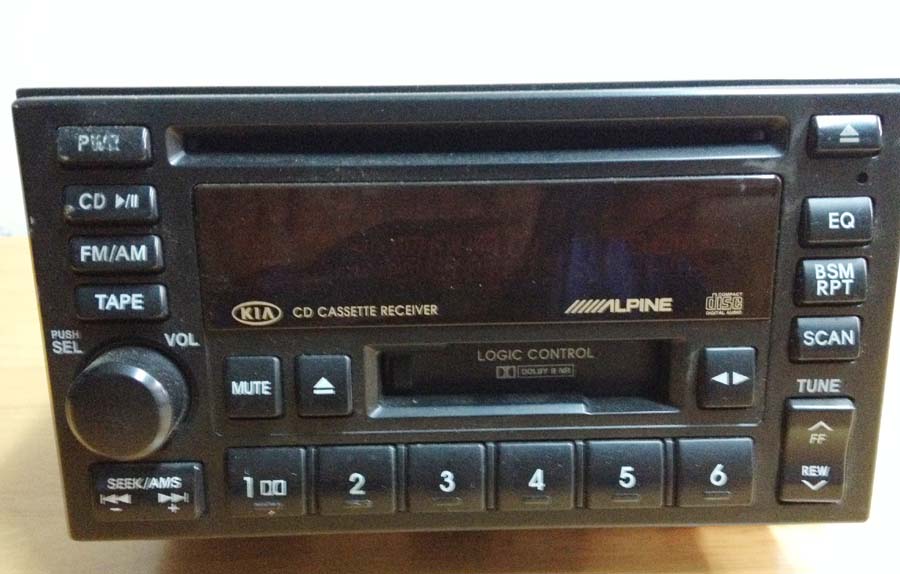 PWR
CD ▶/II
FM/AM
EQ
TAPE
BSM
RPT
KIA CD CASSETTE RECEIVER
ALPINE
COMPACT
disc
DIGITAL AUDIO
PUSH
SEL
VOL
SCAN
LOGIC CONTROL
DOLBY B NR
MUTE
TUNE
FF
REW
SEEK/AMS
- +
1
2
3
4
5
6